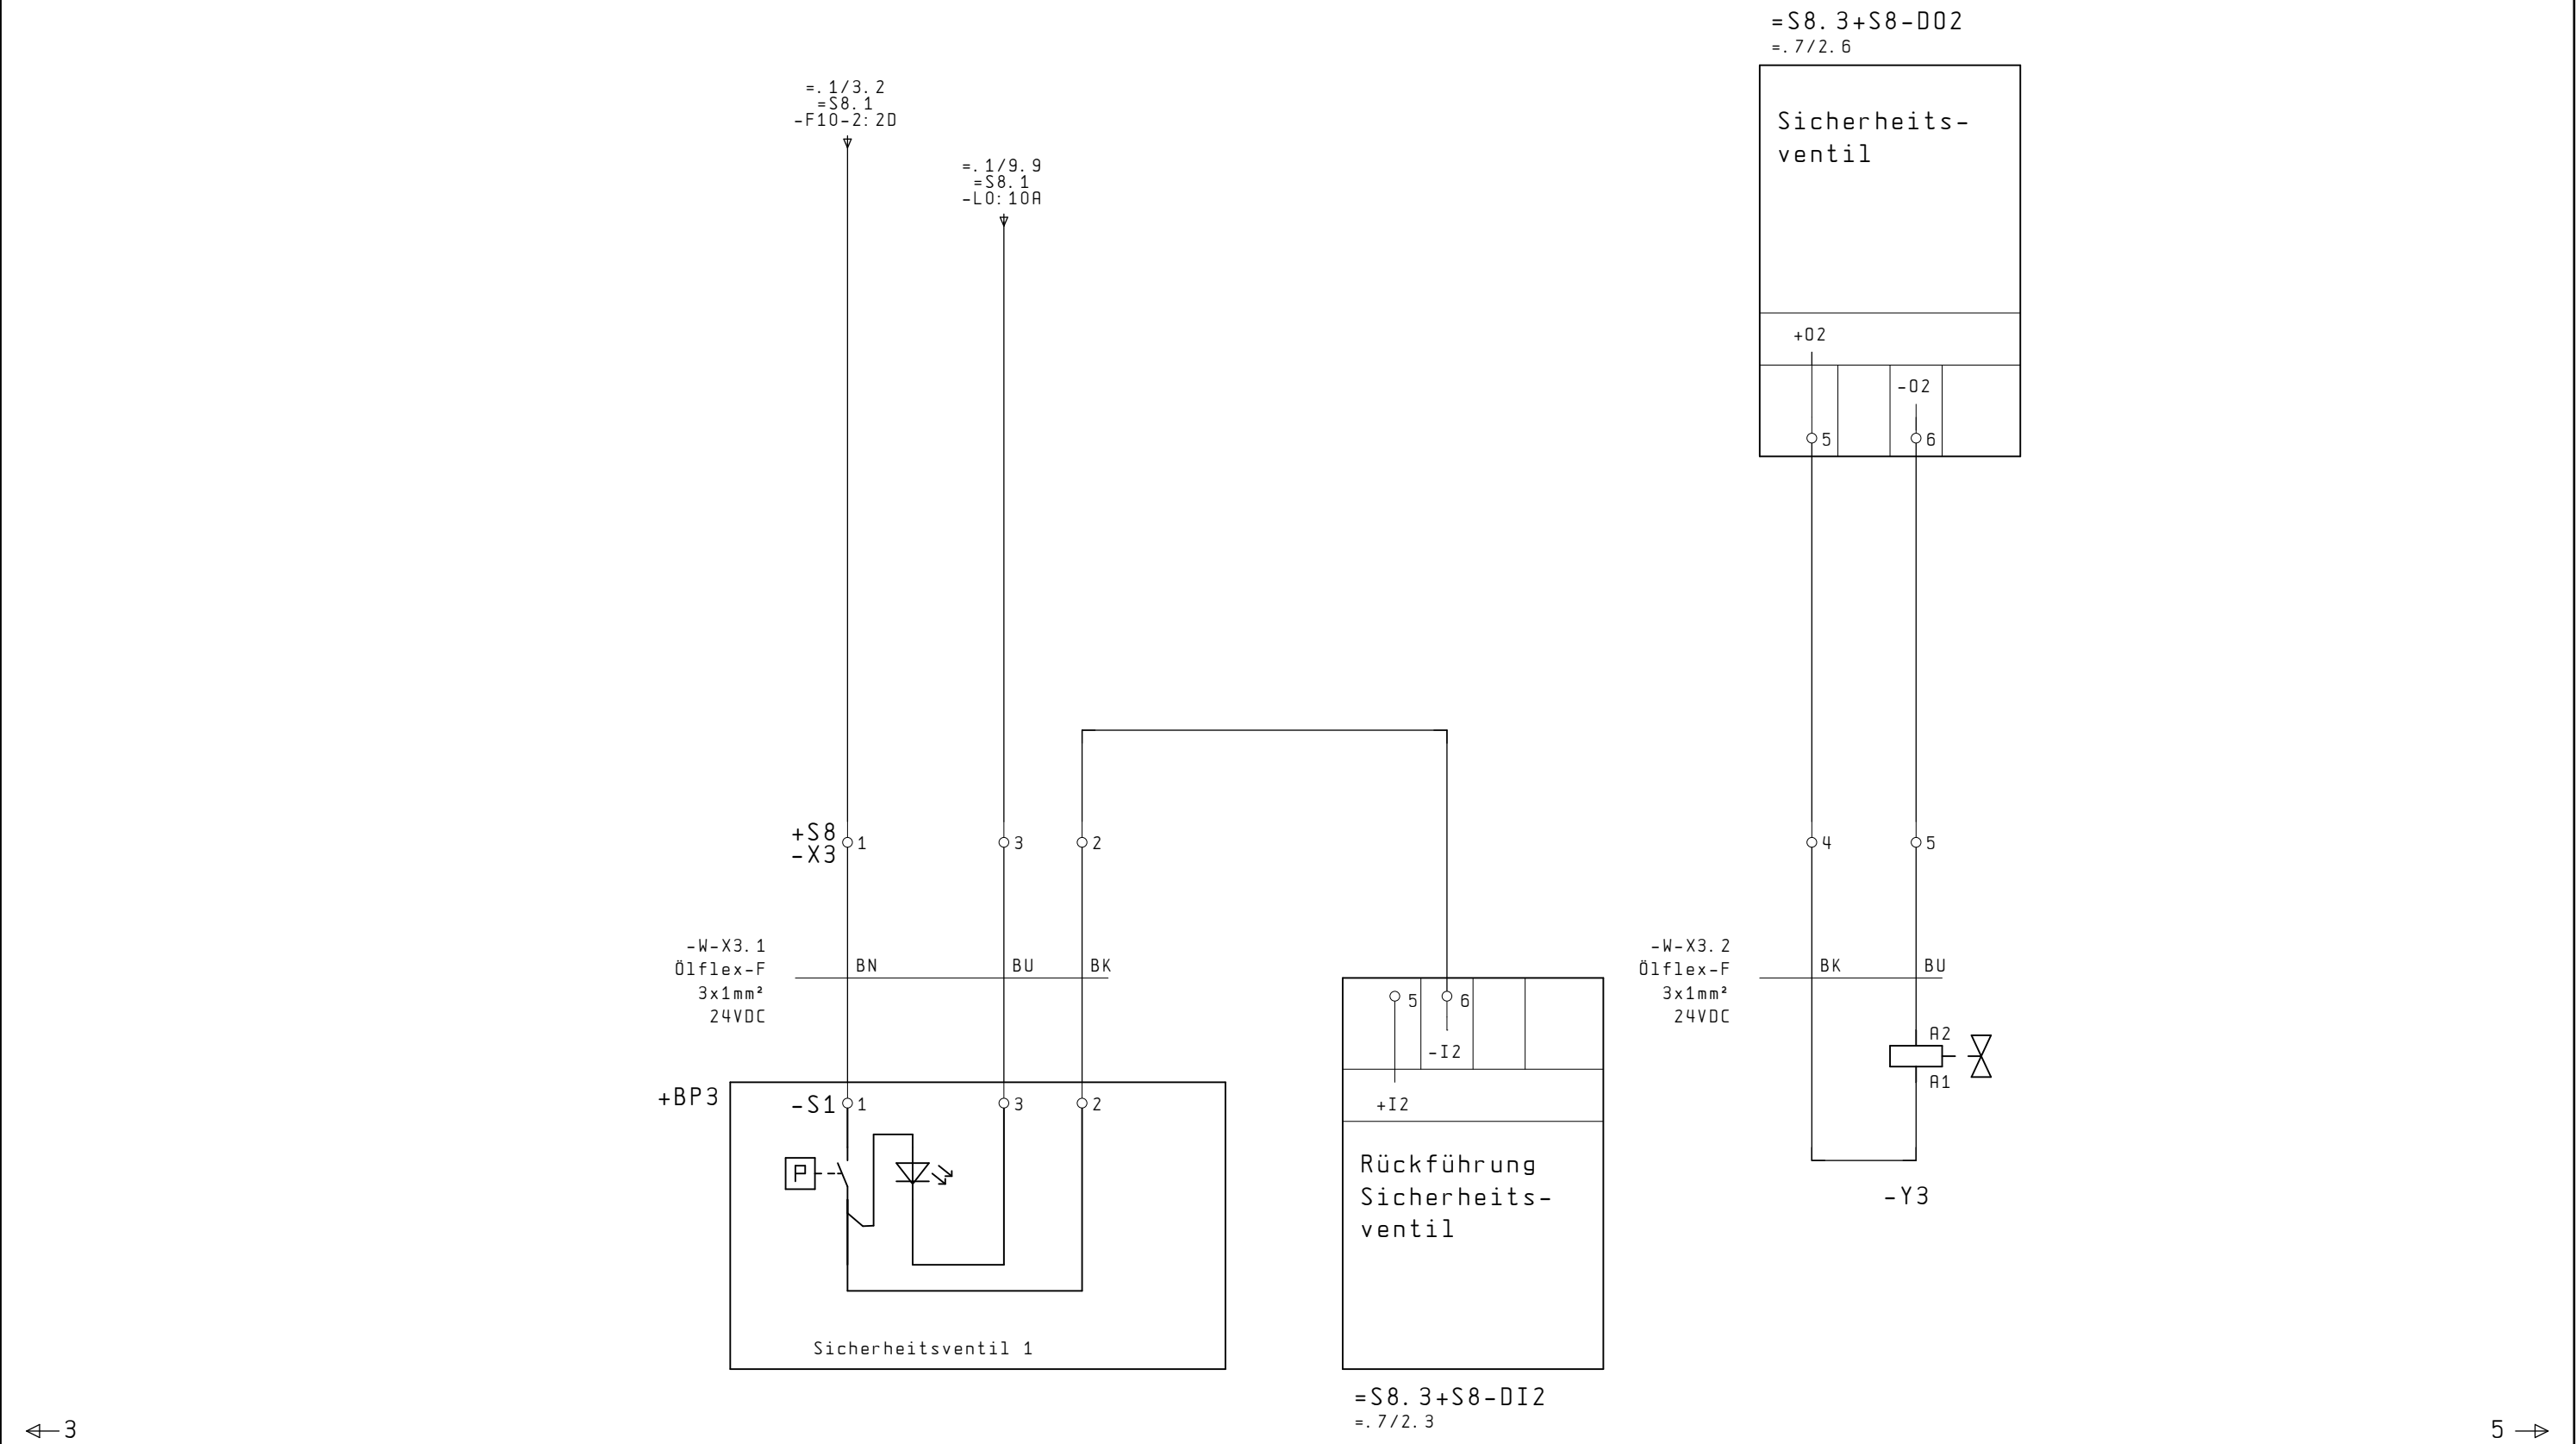 =S8.3+S8-DO2
=.7/2.6
=.1/3.2
=S8.1
-F10-2:2D
Sicherheits-
ventil
=.1/9.9
=S8.1
-L0:10A
+O2
-O2
5
6
+S8
-X3
1
3
2
4
5
-W-X3.1
Ölflex-F
3x1mm²
24VDC
BN
BU
BK
-W-X3.2
Ölflex-F
3x1mm²
24VDC
BK
BU
5
6
-I2
+I2
A2
A1
+BP3
-S1
1
3
2
P
Rückführung
Sicherheits-
ventil
-Y3
Sicherheitsventil 1
=S8.3+S8-DI2
=.7/2.3
3
5